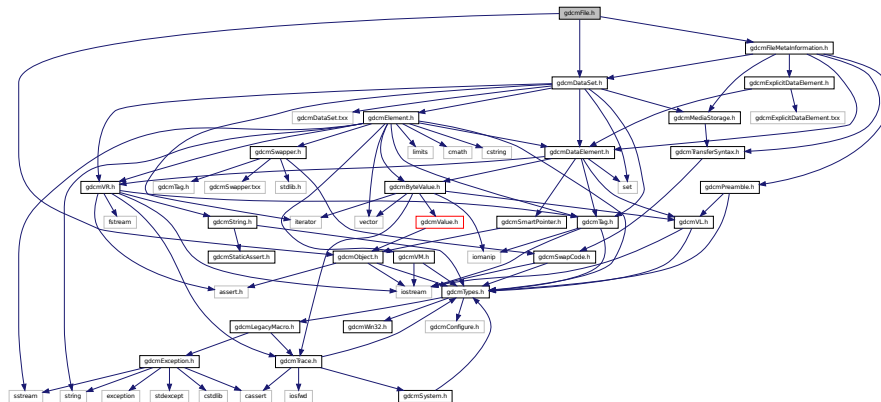 gdcmFile.h
gdcmFileMetaInformation.h
gdcmDataSet.h
gdcmExplicitDataElement.h
gdcmDataSet.txx
gdcmElement.h
gdcmMediaStorage.h
gdcmExplicitDataElement.txx
gdcmSwapper.h
limits
cmath
cstring
gdcmDataElement.h
gdcmTransferSyntax.h
gdcmVR.h
gdcmTag.h
gdcmSwapper.txx
stdlib.h
gdcmByteValue.h
set
gdcmPreamble.h
fstream
gdcmString.h
iterator
vector
gdcmValue.h
gdcmSmartPointer.h
gdcmTag.h
gdcmVL.h
gdcmStaticAssert.h
gdcmObject.h
gdcmVM.h
iomanip
gdcmSwapCode.h
assert.h
iostream
gdcmTypes.h
gdcmLegacyMacro.h
gdcmWin32.h
gdcmConfigure.h
gdcmException.h
gdcmTrace.h
sstream
string
exception
stdexcept
cstdlib
cassert
iosfwd
gdcmSystem.h